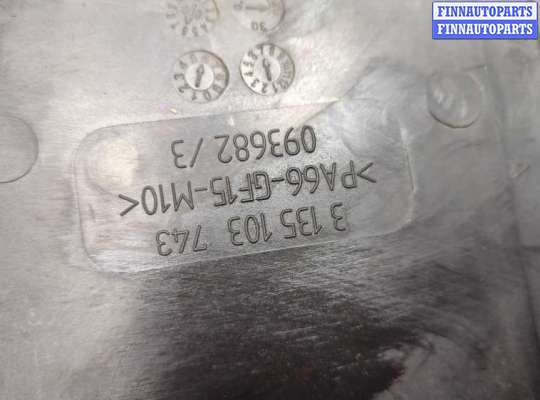 FINNAUTOPARTS
FINNAUTOPARTS
3 135 103 743
>PA66-GF15-M10<
093682 /3